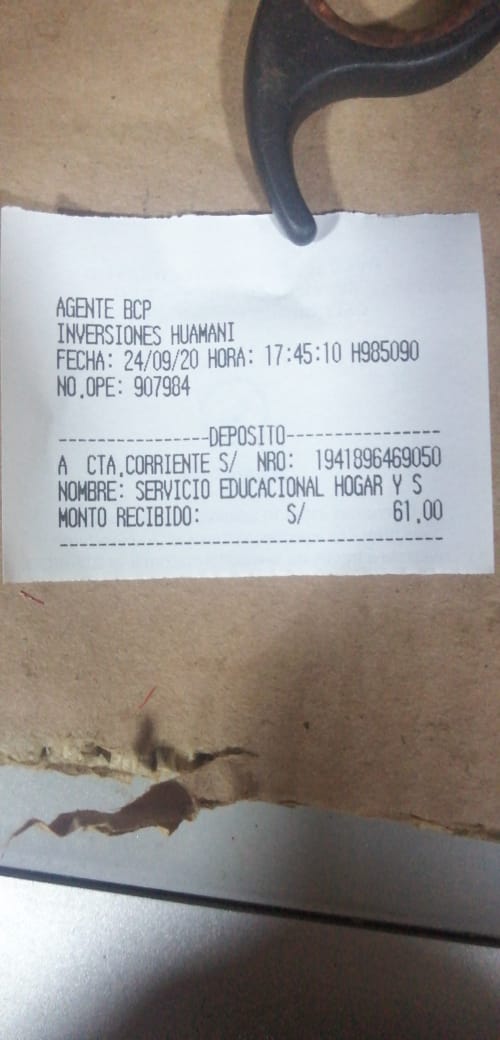 AGENTE BCP
INVERSIONES HUAMANI
FECHA: 24/09/20 HORA: 17:45:10 H985090
NO.OPE: 907984
----------------DEPOSITO----------------
A CTA.CORRIENTE S/ NRO: 1941896469050
NOMBRE: SERVICIO EDUCACIONAL HOGAR Y S
MONTO RECIBIDO: S/ 61.00
----------------------------------------